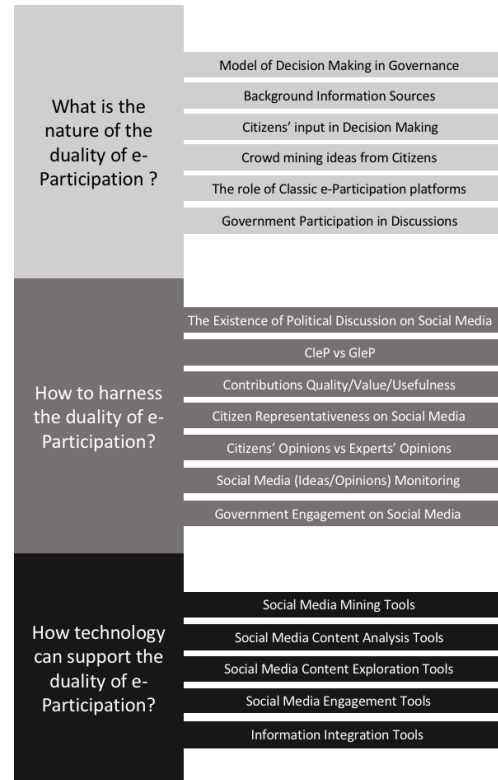 What is the
nature of the
duality of e-
Participation ?
Model of Decision Making in Governance
Background Information Sources
Citizens' input in Decision Making
Crowd mining ideas from Citizens
The role of Classic e-Participation platforms
Government Participation in Discussions
How to harness
the duality of e-
Participation?
The Existence of Political Discussion on Social Media
CleP vs GleP
Contributions Quality/Value/Usefulness
Citizen Representativeness on Social Media
Citizens' Opinions vs Experts' Opinions
Social Media (Ideas/Opinions) Monitoring
Government Engagement on Social Media
How technology
can support the
duality of e-
Participation?
Social Media Mining Tools
Social Media Content Analysis Tools
Social Media Content Exploration Tools
Social Media Engagement Tools
Information Integration Tools